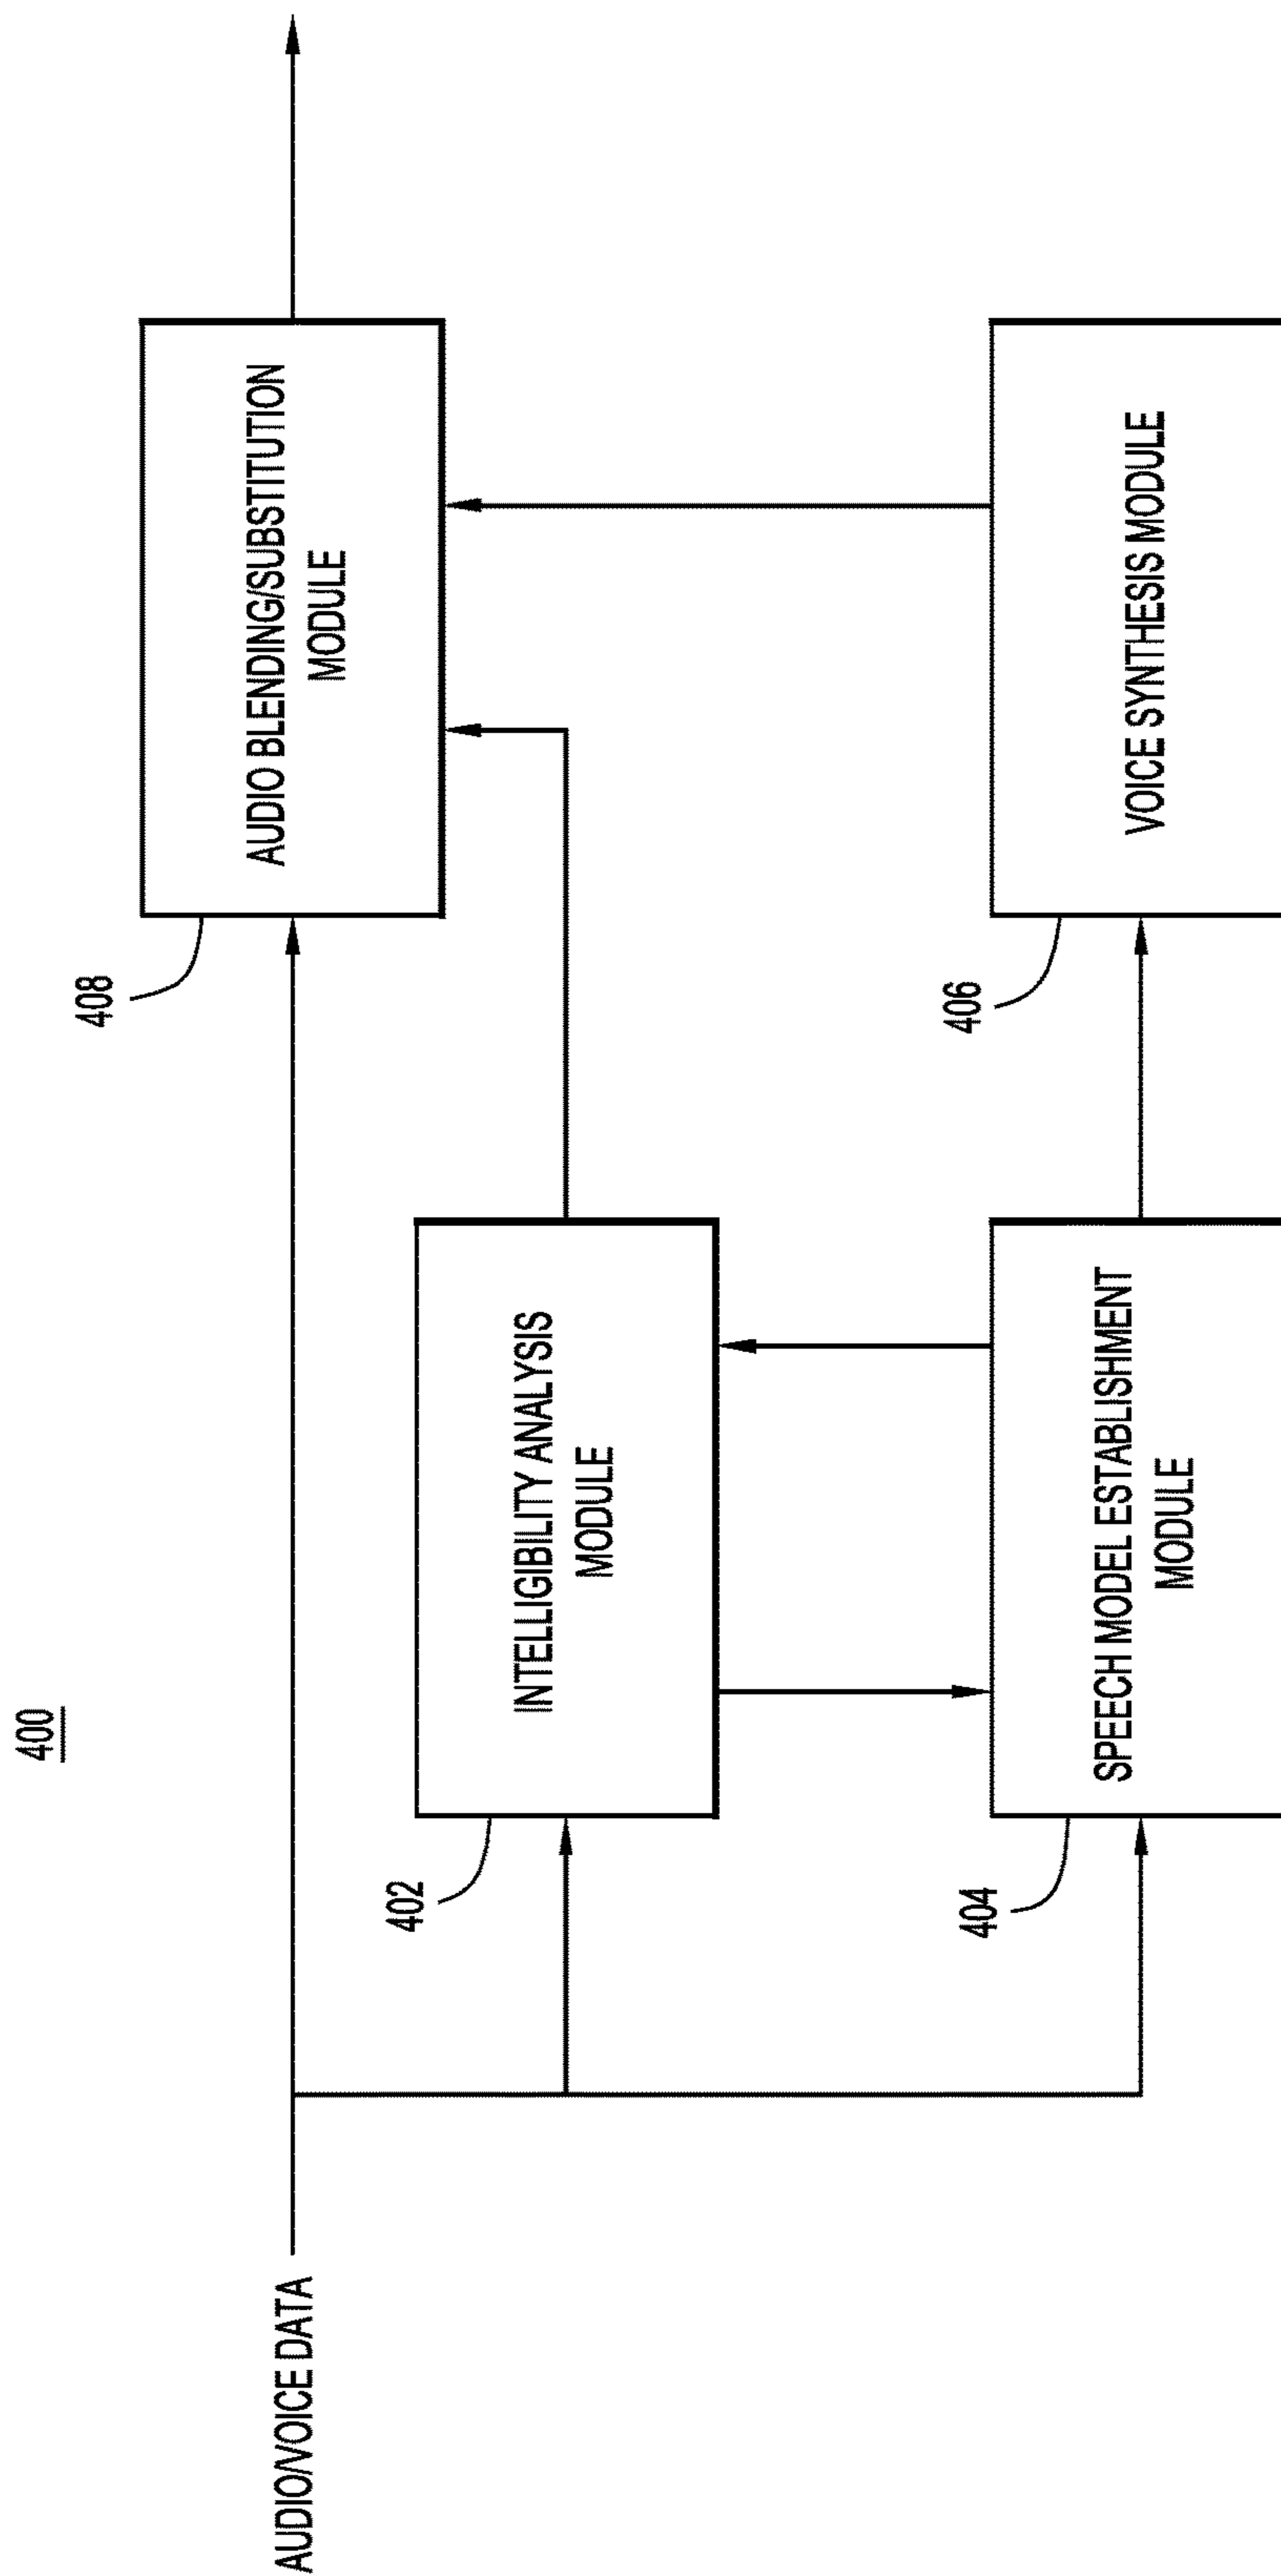 400
AUDIO/VOICE DATA
408
AUDIO BLENDING/SUBSTITUTION
MODULE
402
INTELLIGIBILITY ANALYSIS
MODULE
404
SPEECH MODEL ESTABLISHMENT
MODULE
406
VOICE SYNTHESIS MODULE